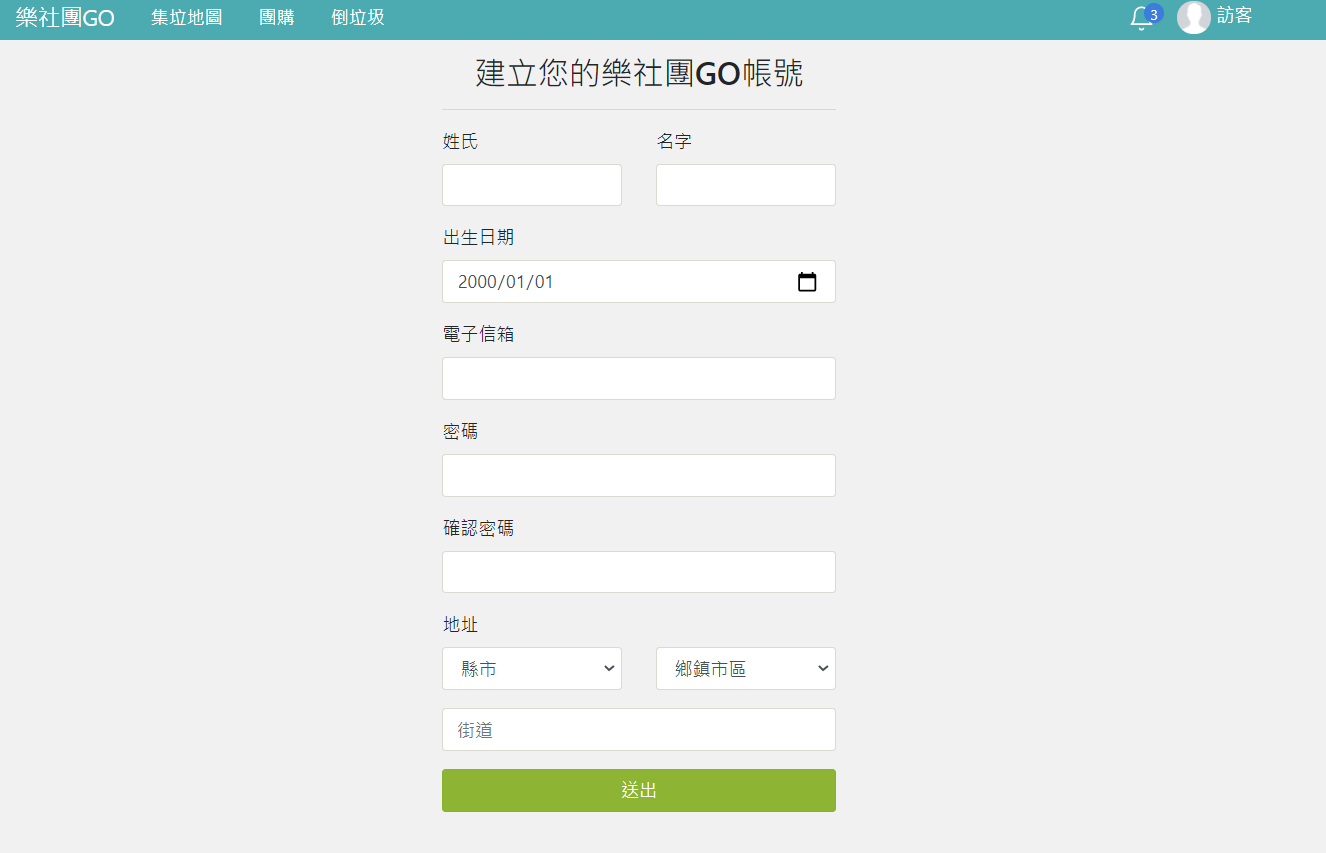 樂社團GO 集垃地圖 團購 倒垃圾 3 訪客
建立您的樂社團GO帳號
姓氏 名字
出生日期
2000/01/01
電子信箱
密碼
確認密碼
地址
縣市 鄉鎮市區
街道
送出